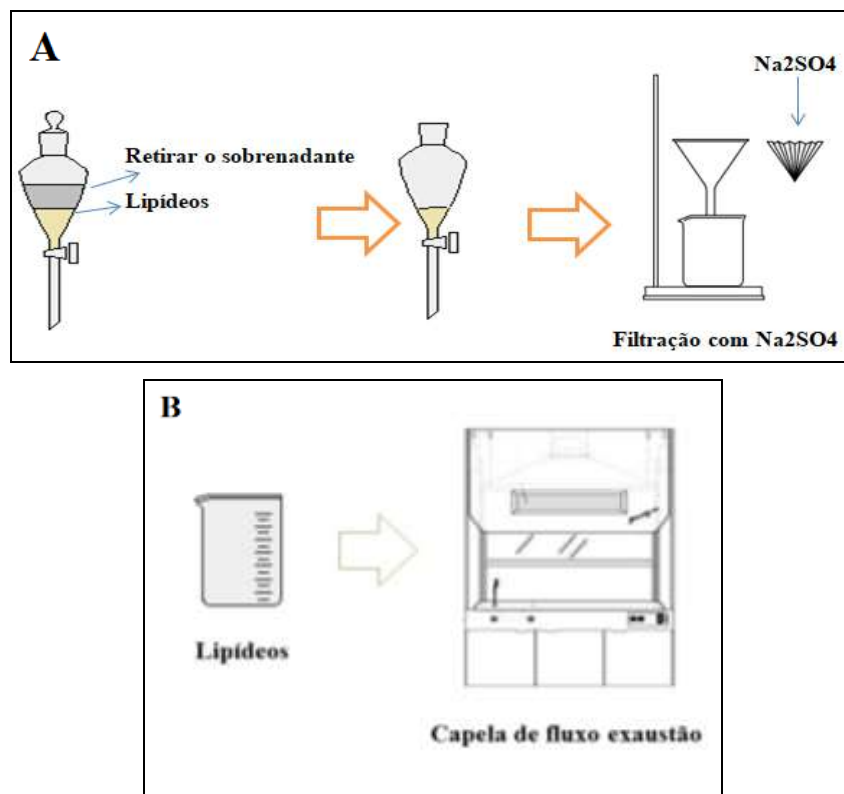 A
Na2SO4
Retirar o sobrenadante
Lipídeos
Filtração com Na2SO4
B
Lipídeos
Capela de fluxo exaustão